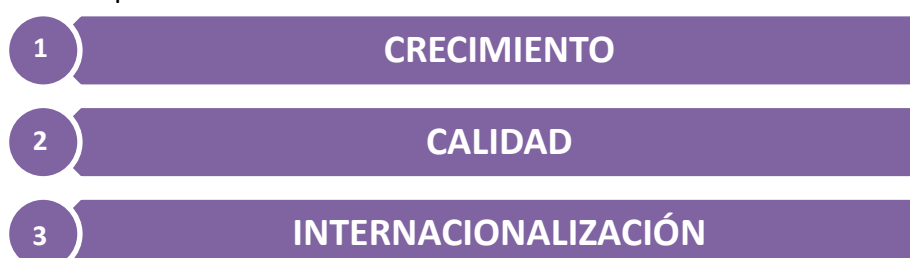 1 CRECIMIENTO
2 CALIDAD
3 INTERNACIONALIZACIÓN